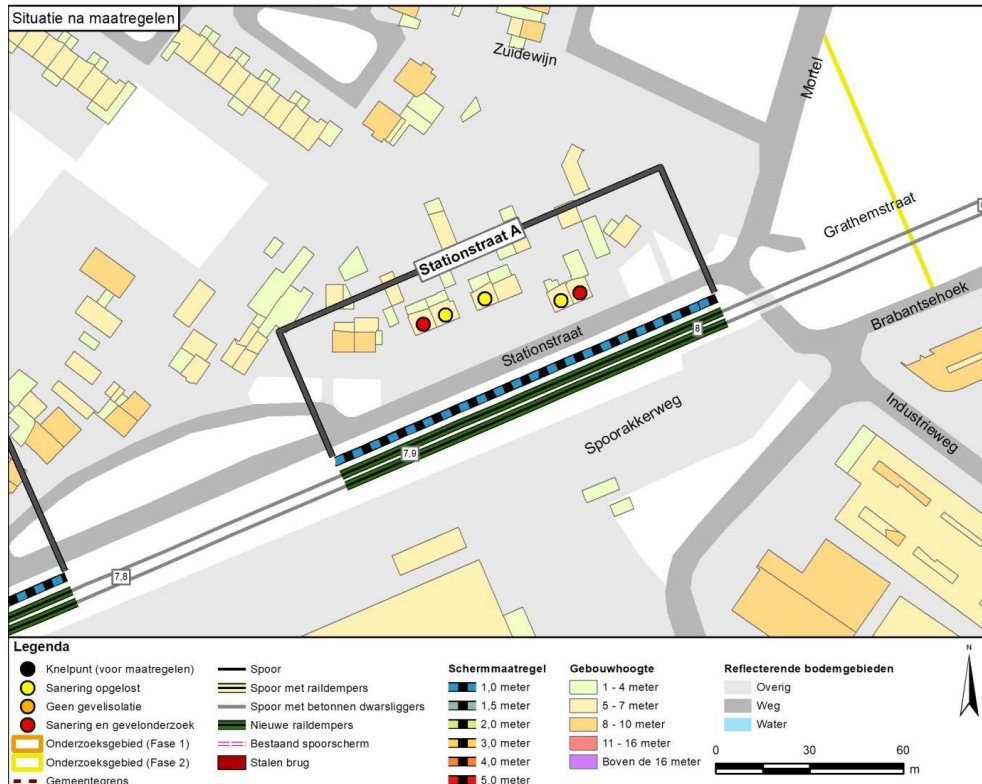 Situatie na maatregelen
Zuidewijn
Mortel
Grathemstraat
Stationstraat A
Brabantsehoek
Stationstraat
8
Spoorakkerweg
Industrieweg
7,9
7,8
Legenda
Knelpunt (voor maatregelen)
Sanering opgelost
Geen gevelisolatie
Sanering en gevelonderzoek
Onderzoeksgebied (Fase 1)
Onderzoeksgebied (Fase 2)
Gemeentegrens
Spoor
Spoor met raildempers
Spoor met betonnen dwarsliggers
Nieuwe raildempers
Bestaand spoorscherm
Stalen brug
Schermmaatregel
1,0 meter
1,5 meter
2,0 meter
3,0 meter
4,0 meter
5,0 meter
Gebouwhoogte
1 - 4 meter
5 - 7 meter
8 - 10 meter
11 - 16 meter
Boven de 16 meter
Reflecterende bodemgebieden
Overig
Weg
Water
N
0 30 60
m